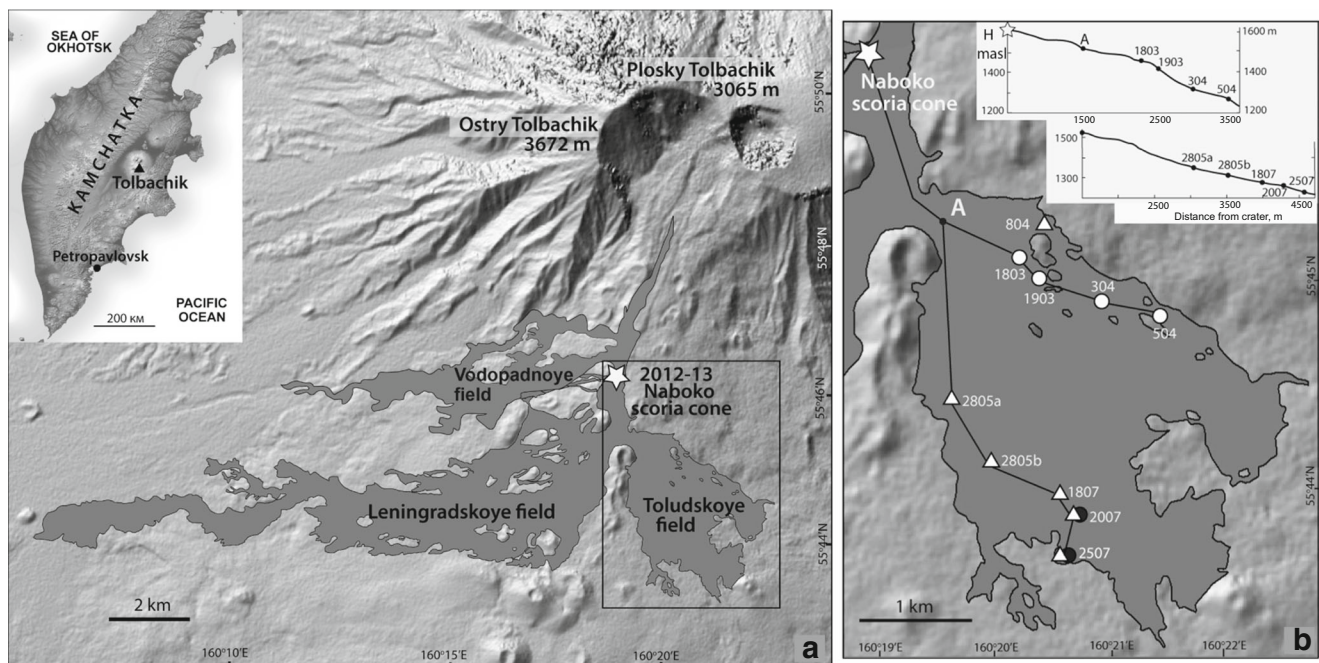 SEA OF
OKHOTSK
KAMCHATKA
Tolbachik
Petropavlovsk
PACIFIC
OCEAN
200 KM
Plosky Tolbachik
3065 m
Ostry Tolbachik
3672 m
Vodopadnoye
field
2012-13
Naboko
scoria cone
Leningradskoye field
Toludskoye
field
2 km
160°10'E
160°15'E
160°20'E
55°50'N
55°48'N
55°46'N
55°44'N
a
Naboko
scoria cone
A
804
1803
1903
304
504
2805a
2805b
1807
2007
2507
1 km
160°19'E
160°20'E
160°21'E
160°22'E
55°45'N
55°44'N
b
H
masl
1400
1200
A
1803
1903
304
504
1600 m
1400
1200
1500
2500
3500
1500
1300
2805a
2805b
1807
2007
2507
2500
3500
4500
Distance from crater, m